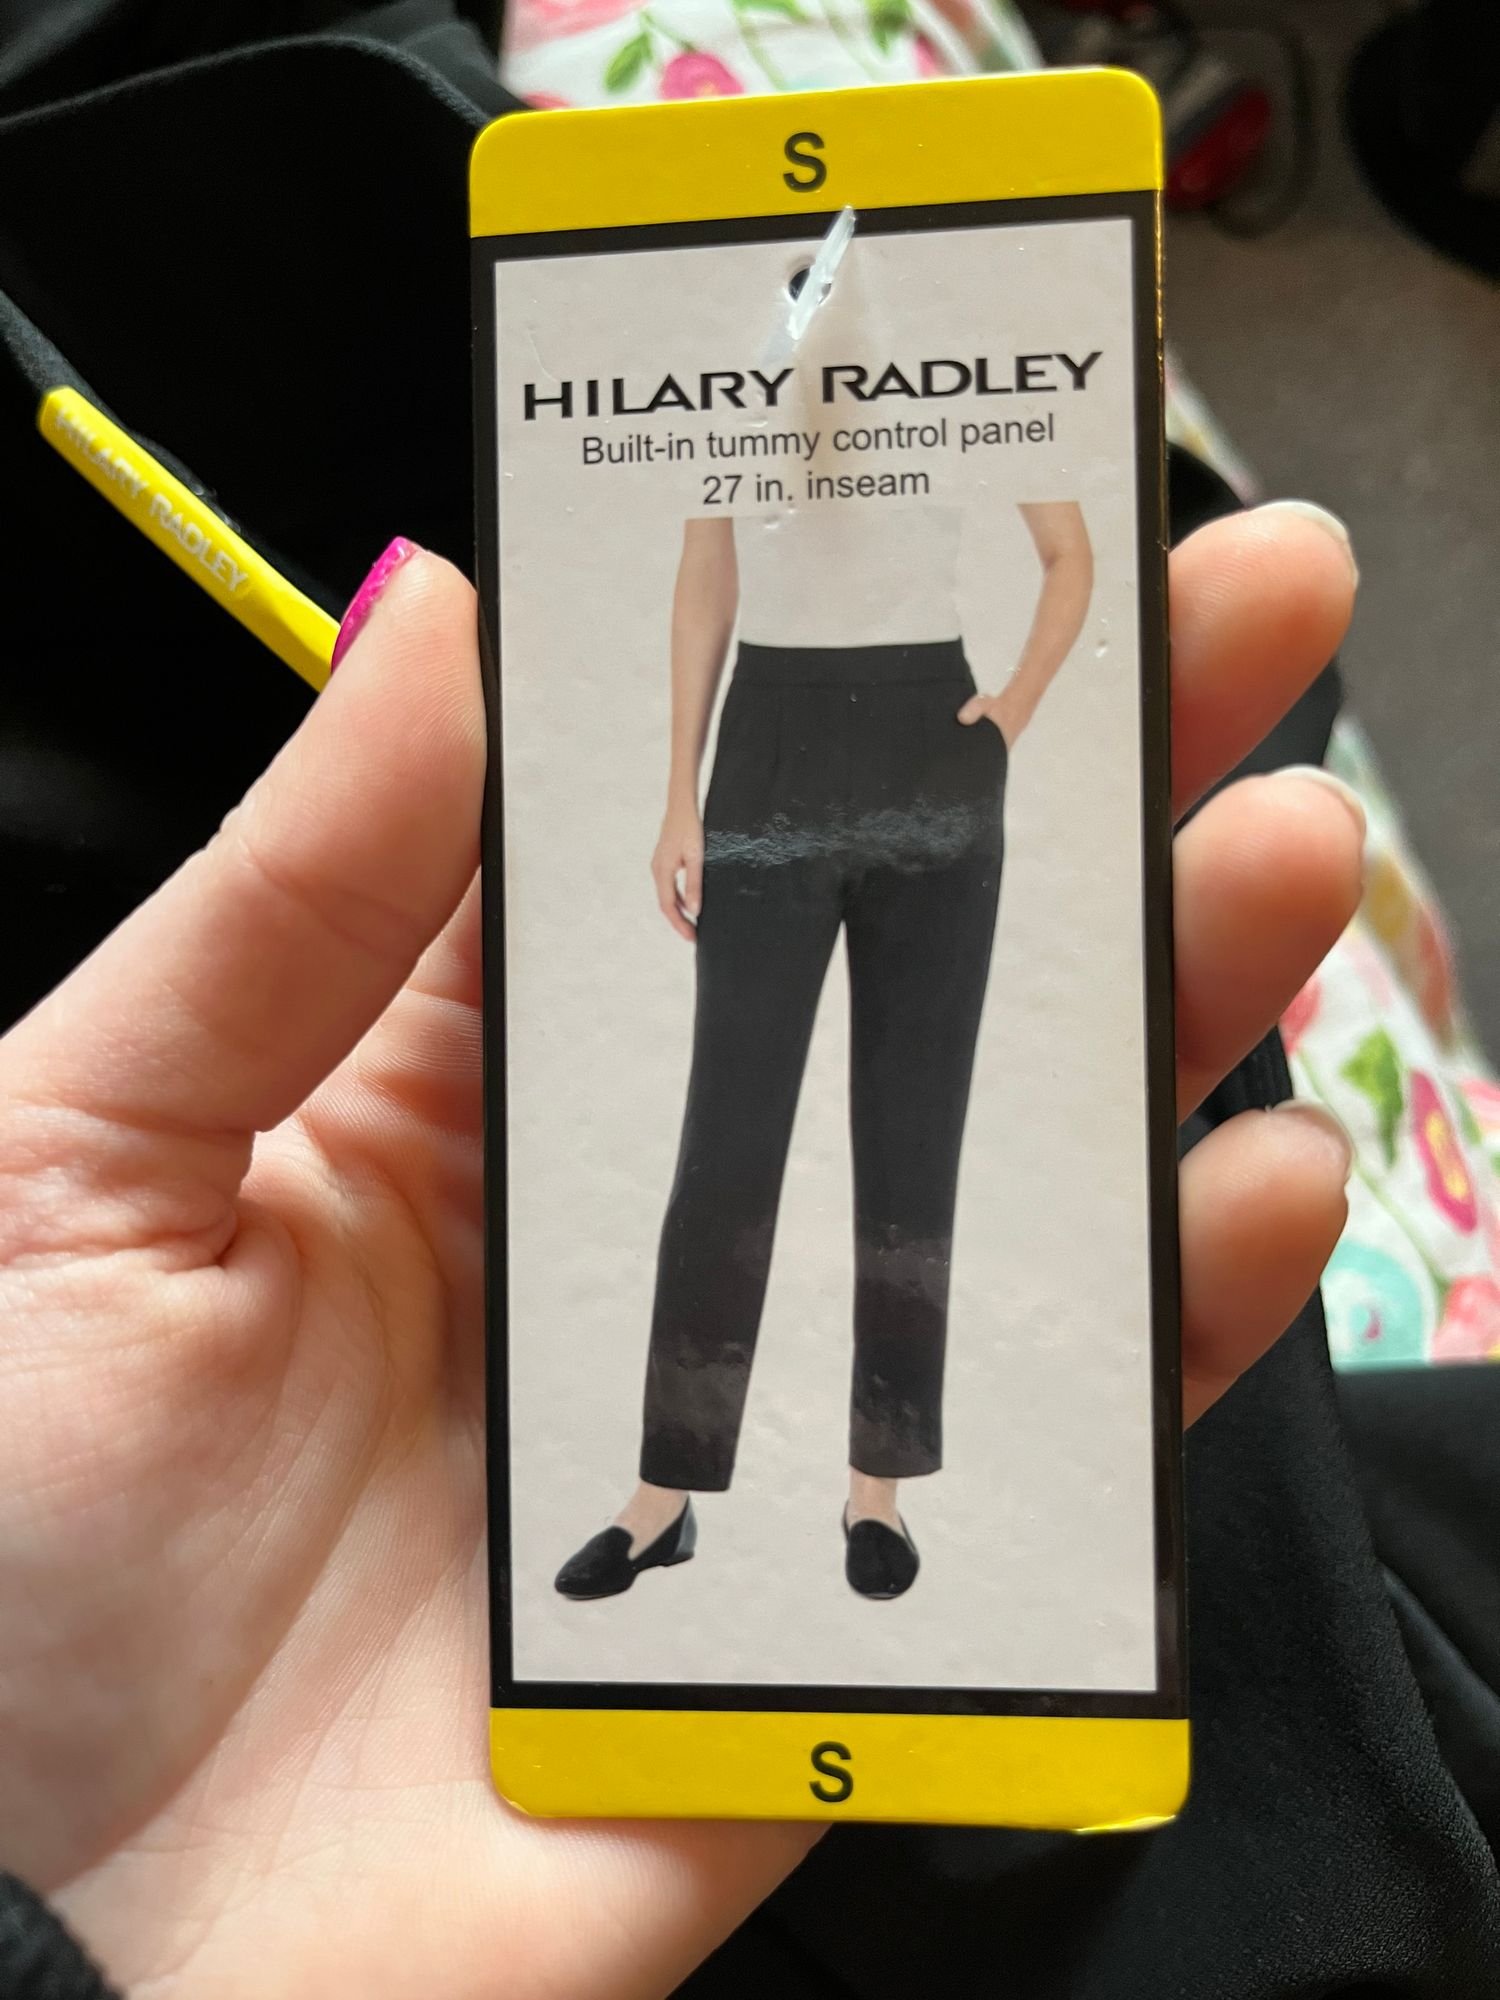 S
HILARY RADLEY
Built-in tummy control panel
27 in. inseam
HILARY RADLEY
S